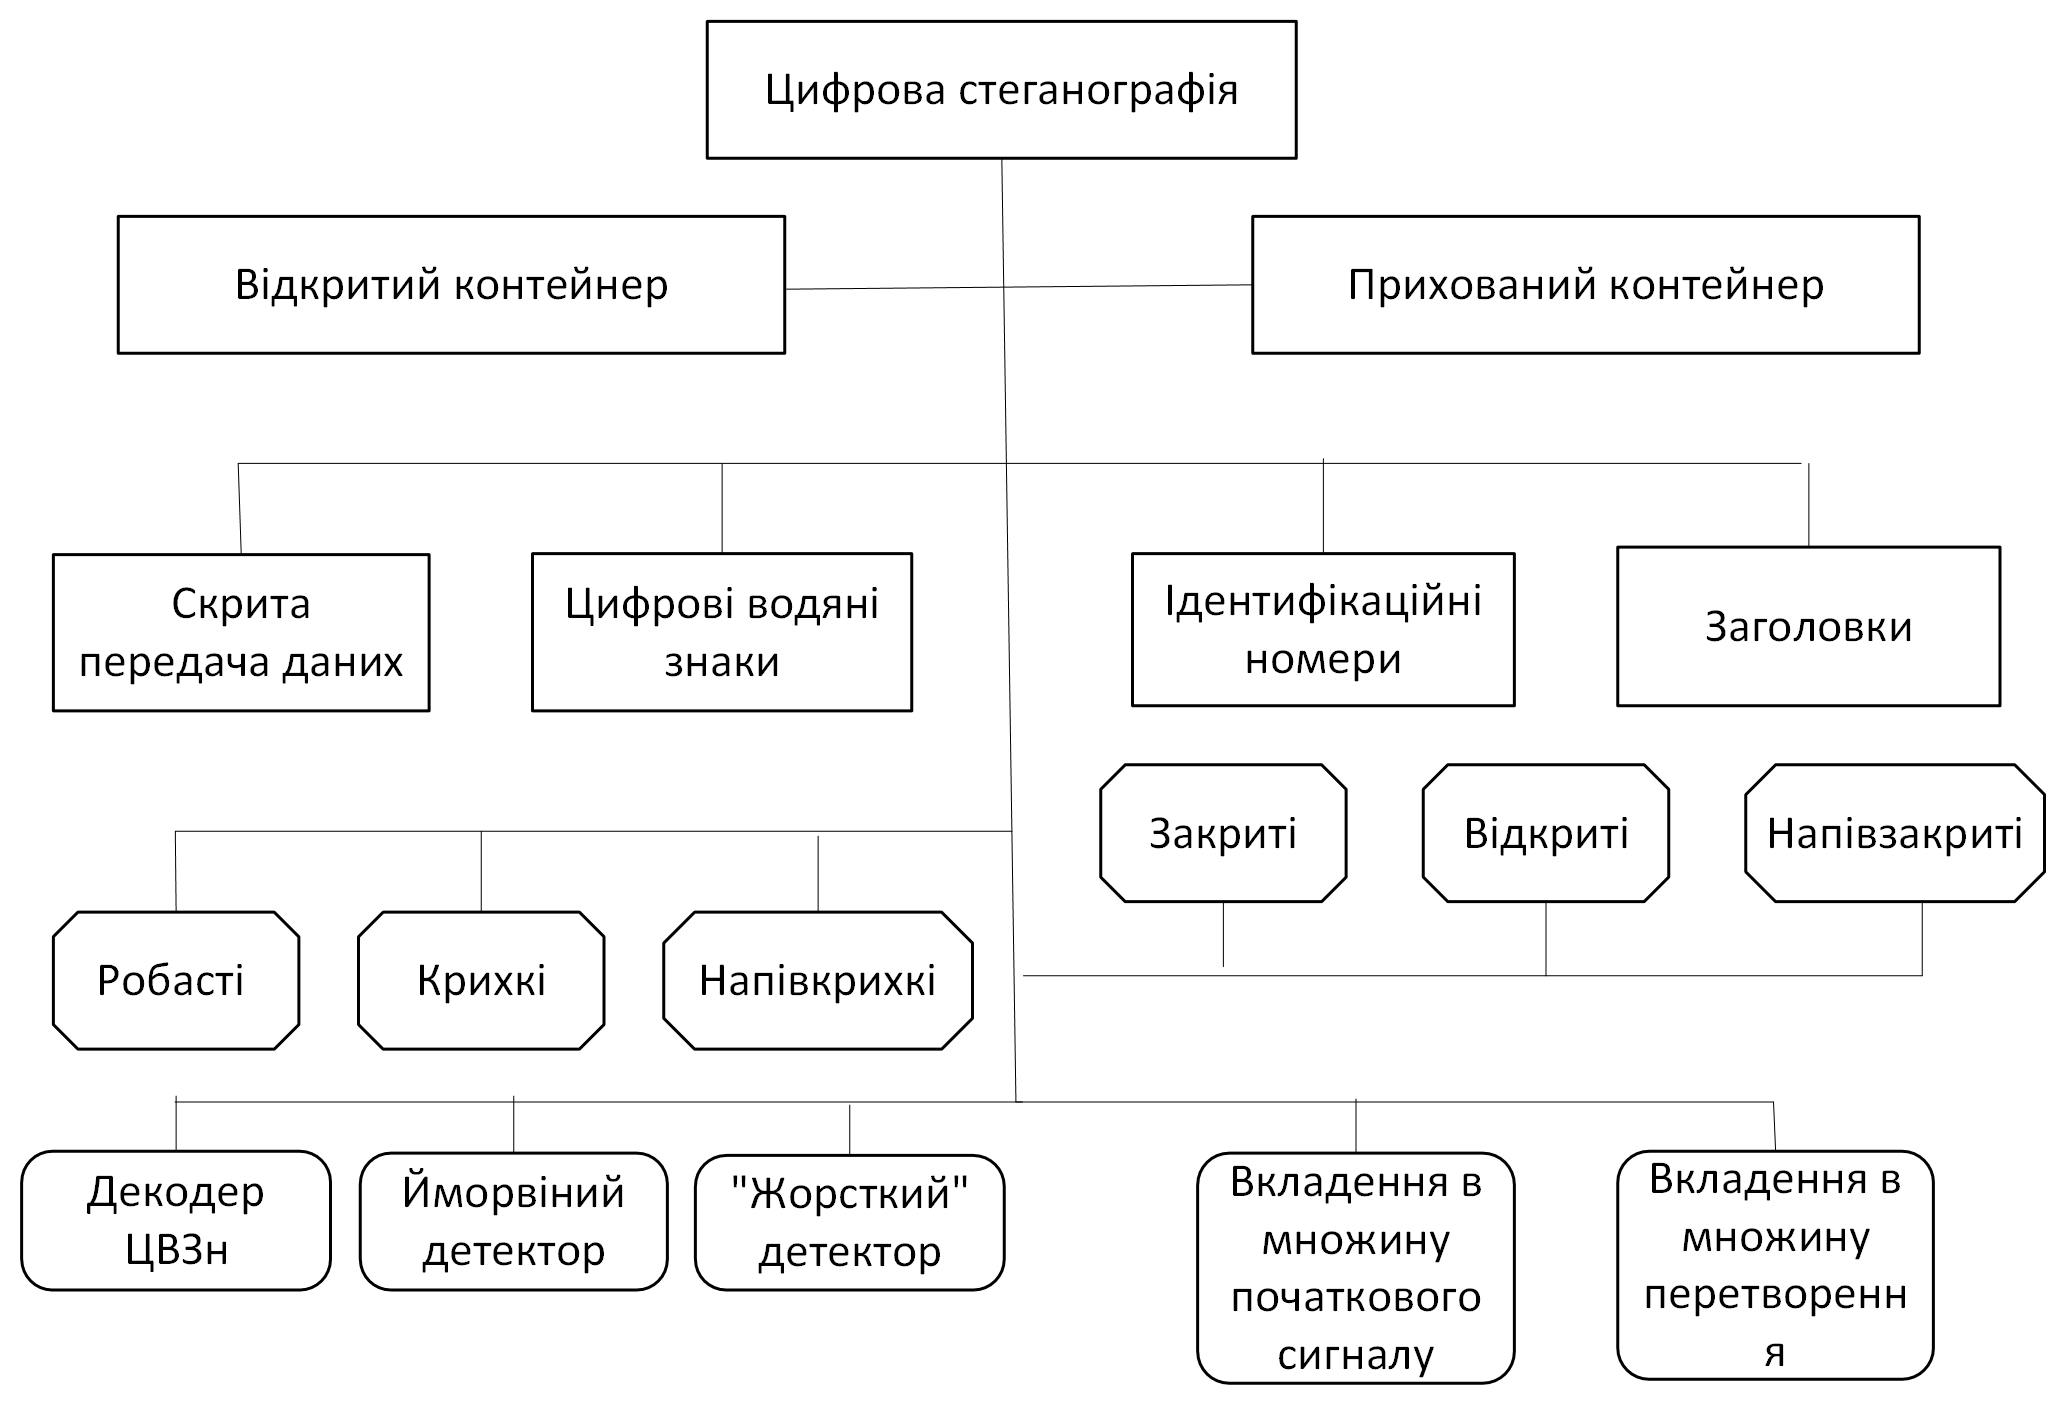 Цифрова стеганографія
Відкритий контейнер
Прихований контейнер
Скрита
передача даних
Цифрові водяні
знаки
Ідентифікаційні
номери
Заголовки
Закриті
Відкриті
Напівзакриті
Робасті
Крихкі
Напівкрихкі
Декодер
ЦВЗн
Йморвіний
детектор
"Жорсткий"
детектор
Вкладення в
множину
початкового
сигналу
Вкладення в
множину
перетворенн
я